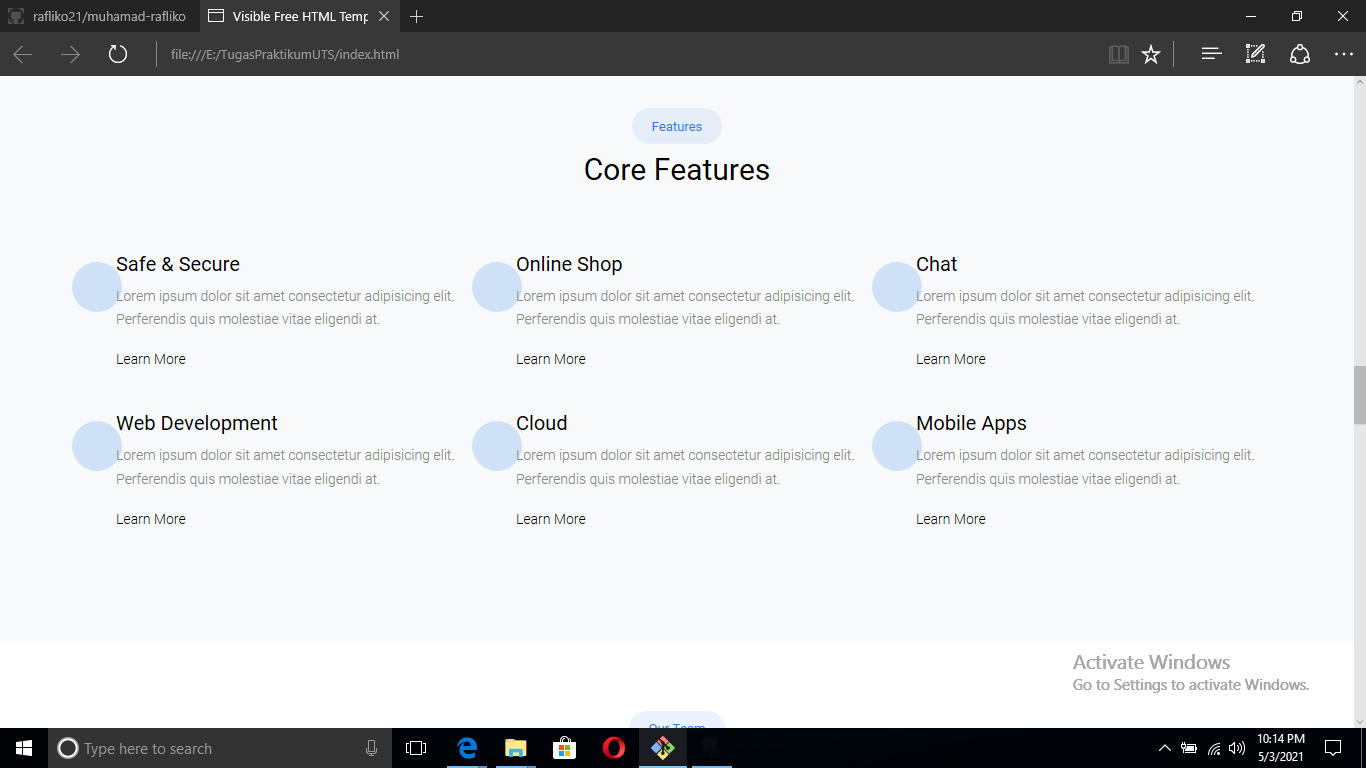 rafliko21/muhamad-rafliko
Visible Free HTML Temp
file:///E:/TugasPraktikumUTS/index.html
Features
Core Features
Safe & Secure
Lorem ipsum dolor sit amet consectetur adipisicing elit.
Perferendis quis molestiae vitae eligendi at.
Learn More
Online Shop
Lorem ipsum dolor sit amet consectetur adipisicing elit.
Perferendis quis molestiae vitae eligendi at.
Learn More
Chat
Lorem ipsum dolor sit amet consectetur adipisicing elit.
Perferendis quis molestiae vitae eligendi at.
Learn More
Web Development
Lorem ipsum dolor sit amet consectetur adipisicing elit.
Perferendis quis molestiae vitae eligendi at.
Learn More
Cloud
Lorem ipsum dolor sit amet consectetur adipisicing elit.
Perferendis quis molestiae vitae eligendi at.
Learn More
Mobile Apps
Lorem ipsum dolor sit amet consectetur adipisicing elit.
Perferendis quis molestiae vitae eligendi at.
Learn More
Activate Windows
Go to Settings to activate Windows.
Our Team
Type here to search
10:14 PM
5/3/2021